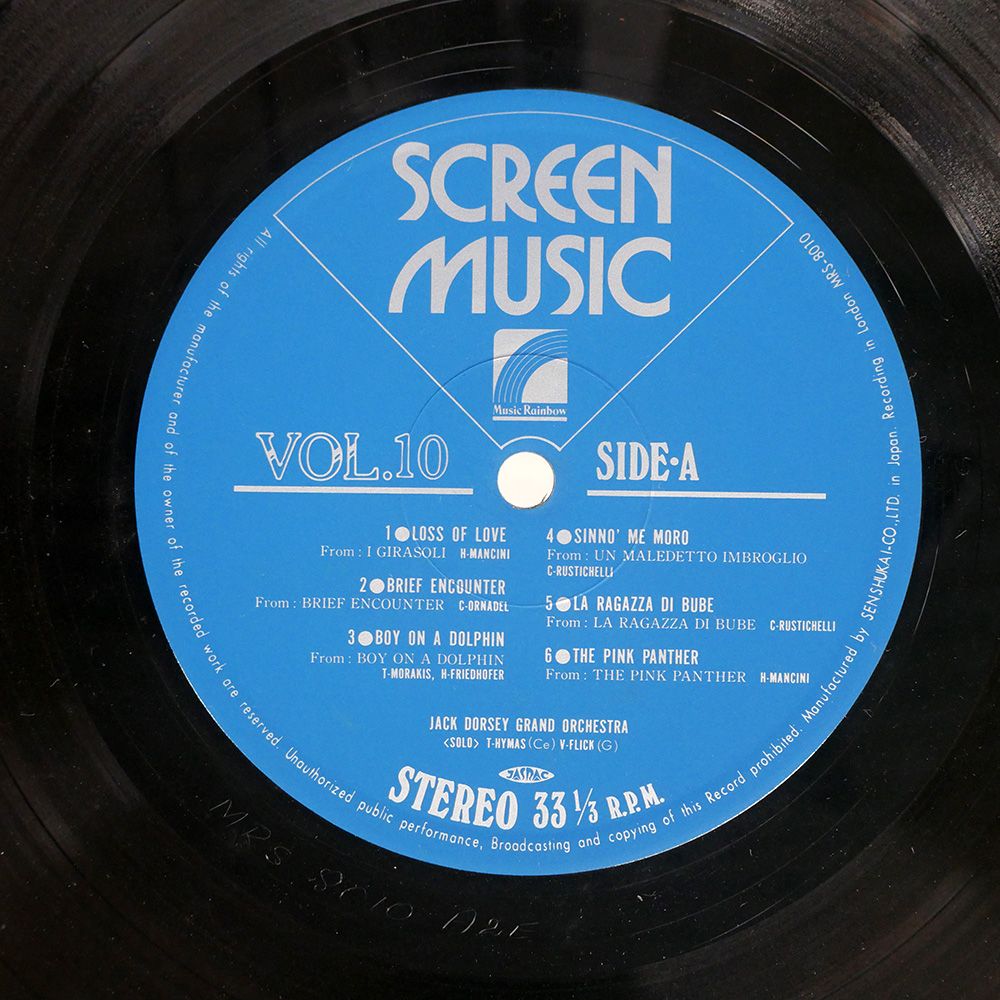 SCREEN
MUSIC
Music Rainbow
VOL.10
SIDE·A
1●LOSS OF LOVE
From : I GIRASOLI H-MANCINI
2●BRIEF ENCOUNTER
From : BRIEF ENCOUNTER C-ORNADEL
3●BOY ON A DOLPHIN
From : BOY ON A DOLPHIN
T-MORAKIS, H-FRIEDHOFER
4●SINNO' ME MORO
From : UN MALEDETTO IMBROGLIO
C-RUSTICHELLI
5●LA RAGAZZA DI BUBE
From : LA RAGAZZA DI BUBE C-RUSTICHELLI
6●THE PINK PANTHER
From : THE PINK PANTHER H-MANCINI
JACK DORSEY GRAND ORCHESTRA
<SOLO> T-HYMAS (Ce) V-FLICK (G)
JASRAC
STEREO 33 1/3 R.P.M.
All rights of the manufacturer and of the owner of the recorded work are reserved. Unauthorized public performance, Broadcasting and copying of this Record prohibited. Manufactured by SENSHUKAI-CO.,LTD. in Japan. Recording in London MRS-8010
MRS 8010 A2E